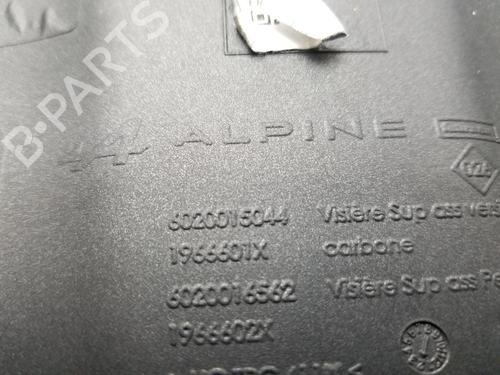 B-PARTS
ALPINE
6020015044 Visière Sup ass
1966601X carbone
6020016562 Visière Sup ass
1966602X